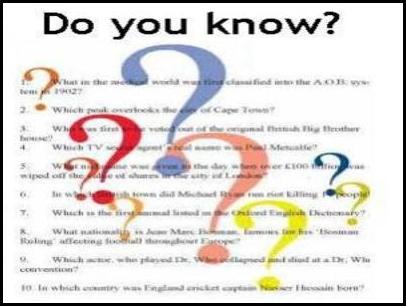 Do you know?
1. What in the medical world was first classified into the A.O.B. sys-
tem in 1902?
2. Which peak overlooks the city of Cape Town?
3. Who was first to be voted out of the original British Big Brother
house?
4. Which TV agent's name was Paul Metcalfe?
5. What name was to the day when over £100 billion was
wiped off the value of shares in the city of London?
6. In which British town did Michael Ryan run riot killing people?
7. Which is the first animal listed in the Oxford English Dictionary?
8. What nationality is Jean Marc Bosman, famous for his 'Bosman
Ruling' affecting football throughout Europe?
9. Which actor, who played Dr. Who collapsed and died at a Dr. Who
convention?
10. In which country was England cricket captain Nasser Hussain born?